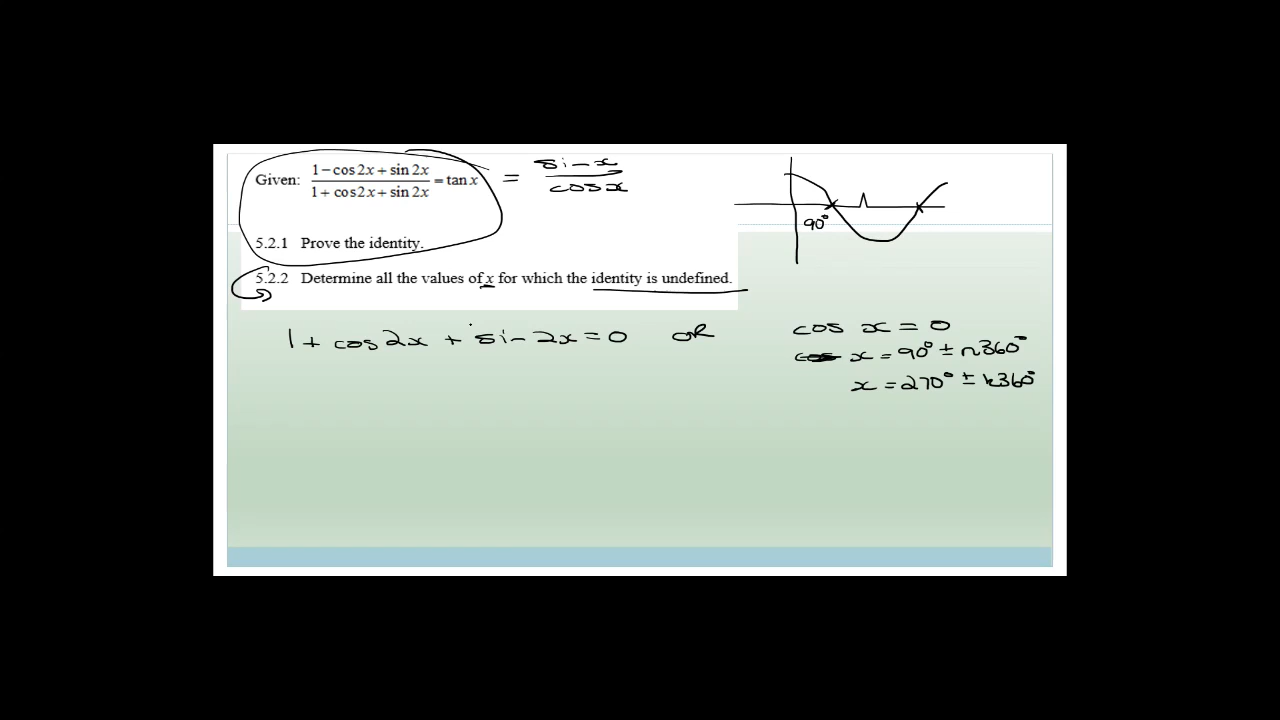 Given: (1 − cos 2x + sin 2x)/(1 + cos 2x + sin 2x) = tan x = sin x/cos x
90°
5.2.1 Prove the identity.
5.2.2 Determine all the values of x for which the identity is undefined.
1 + cos 2x + sin 2x = 0 OR cos x = 0
x = 90° ± n360°
x = 270° ± k360°